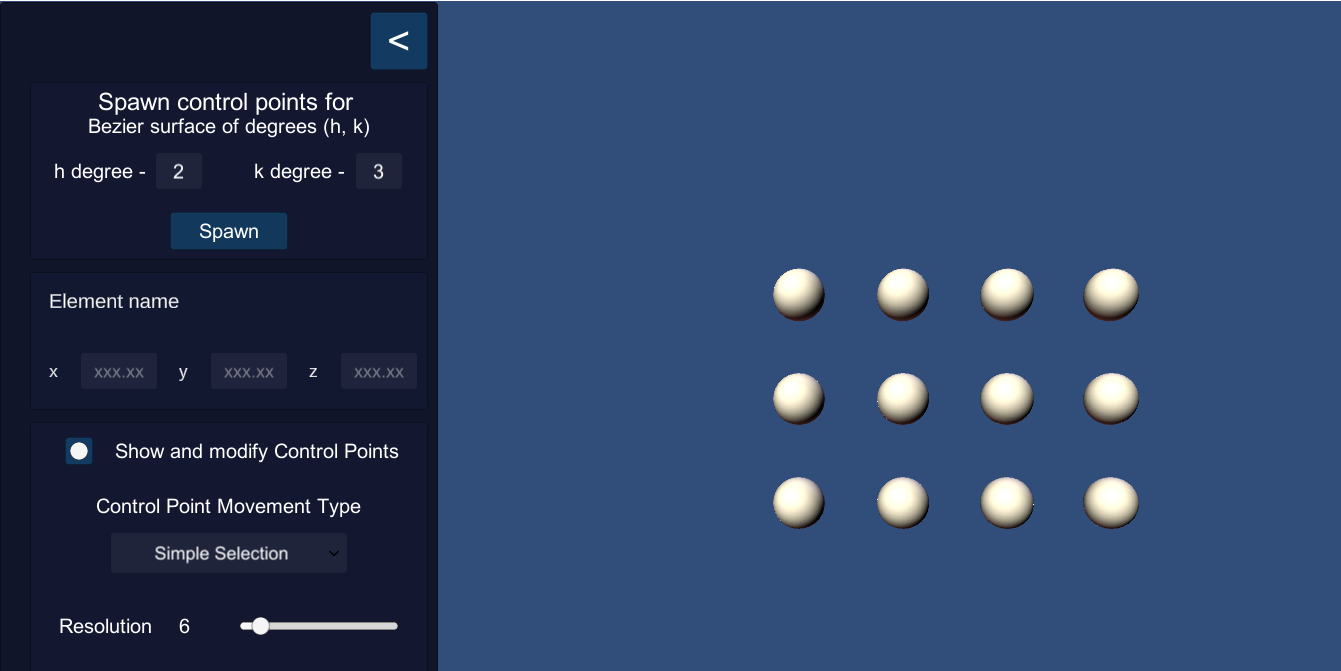 <
Spawn control points for
Bezier surface of degrees (h, k)
h degree - 2 k degree - 3
Spawn
Element name
x xxx.xx y xxx.xx z xxx.xx
Show and modify Control Points
Control Point Movement Type
Simple Selection
Resolution 6